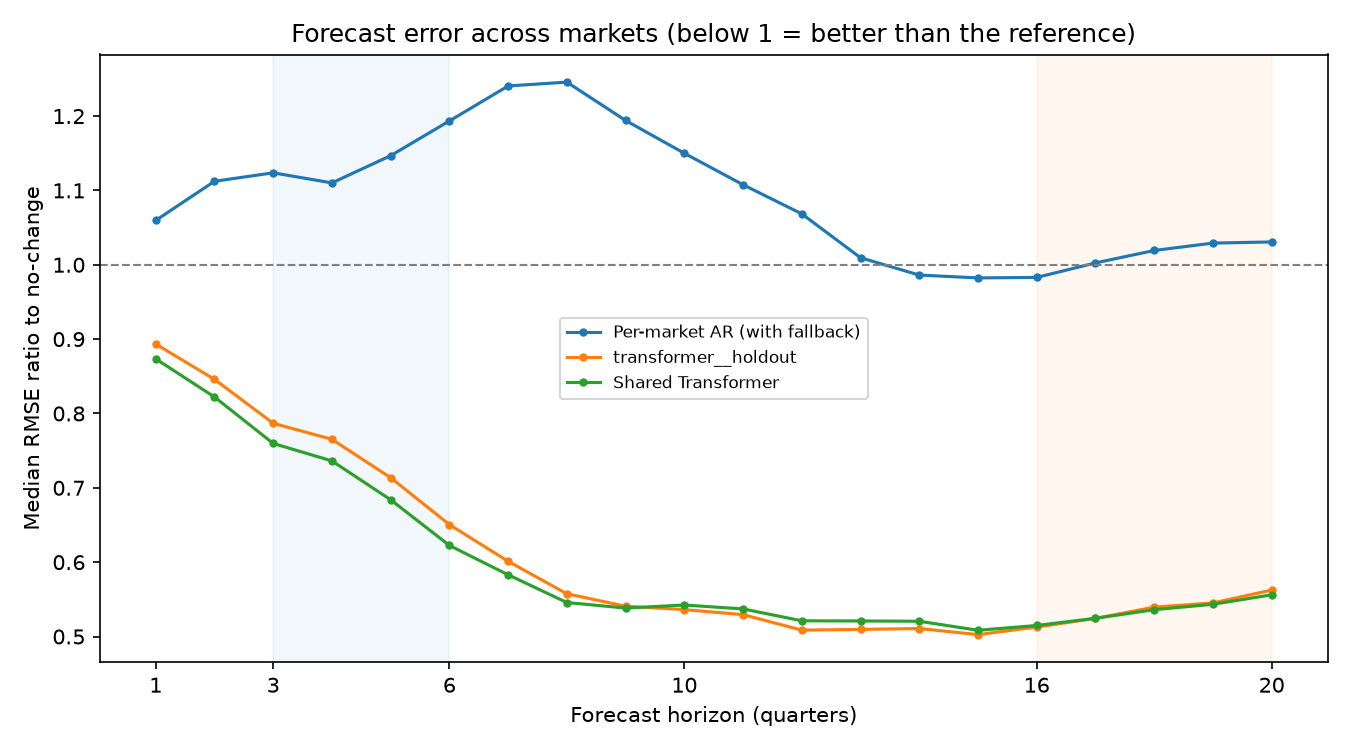 Forecast error across markets (below 1 = better than the reference)
Median RMSE ratio to no-change
1.2
1.1
1.0
0.9
0.8
0.7
0.6
0.5
Per-market AR (with fallback)
transformer__holdout
Shared Transformer
1 3 6 10 16 20
Forecast horizon (quarters)